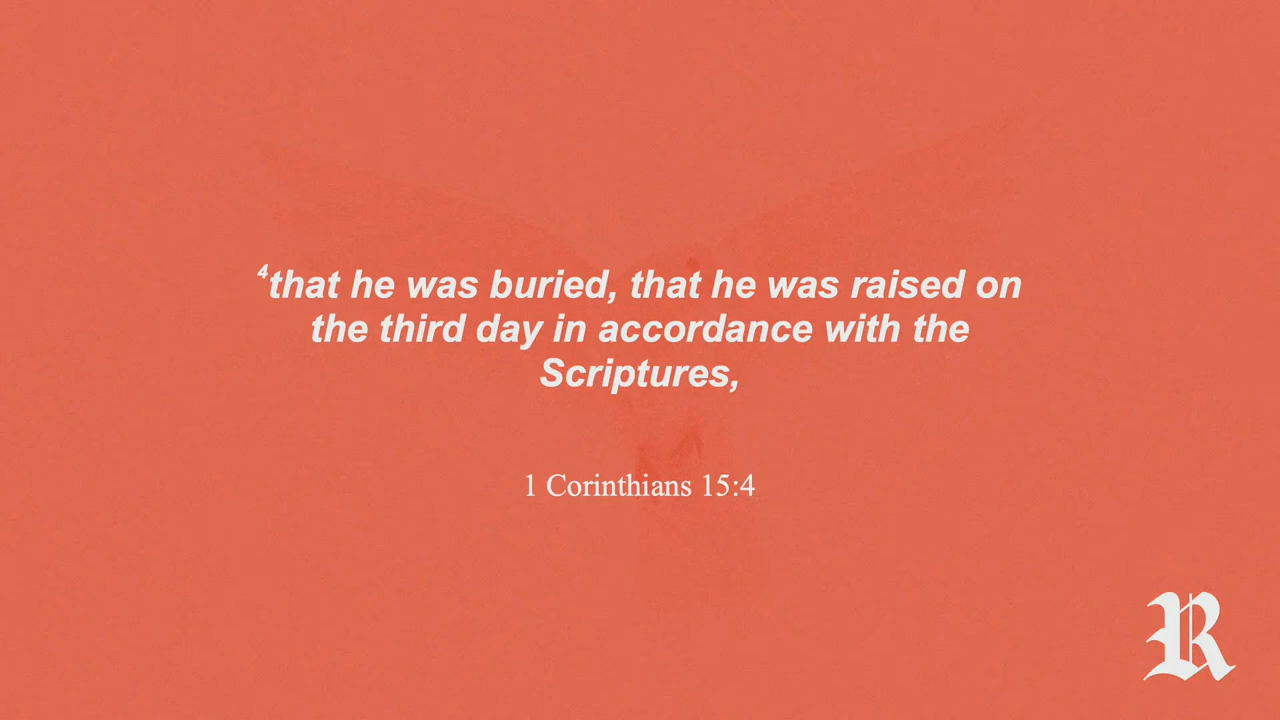 4that he was buried, that he was raised on
the third day in accordance with the
Scriptures,
1 Corinthians 15:4
R